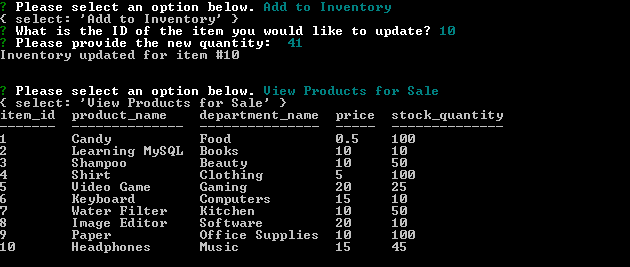 ? Please select an option below. Add to Inventory
{ select: 'Add to Inventory' }
? What is the ID of the item you would like to update? 10
? Please provide the new quantity:  41
Inventory updated for item #10
? Please select an option below. View Products for Sale
{ select: 'View Products for Sale' }
item_id  product_name    department_name  price  stock_quantity
-------  --------------  ---------------  -----  --------------
1        Candy           Food             0.5    100
2        Learning MySQL  Books            10     10
3        Shampoo         Beauty           10     50
4        Shirt           Clothing         5      100
5        Video Game      Gaming           20     25
6        Keyboard        Computers        15     10
7        Water Filter    Kitchen          10     50
8        Image Editor    Software         20     10
9        Paper           Office Supplies  10     100
10       Headphones      Music            15     45